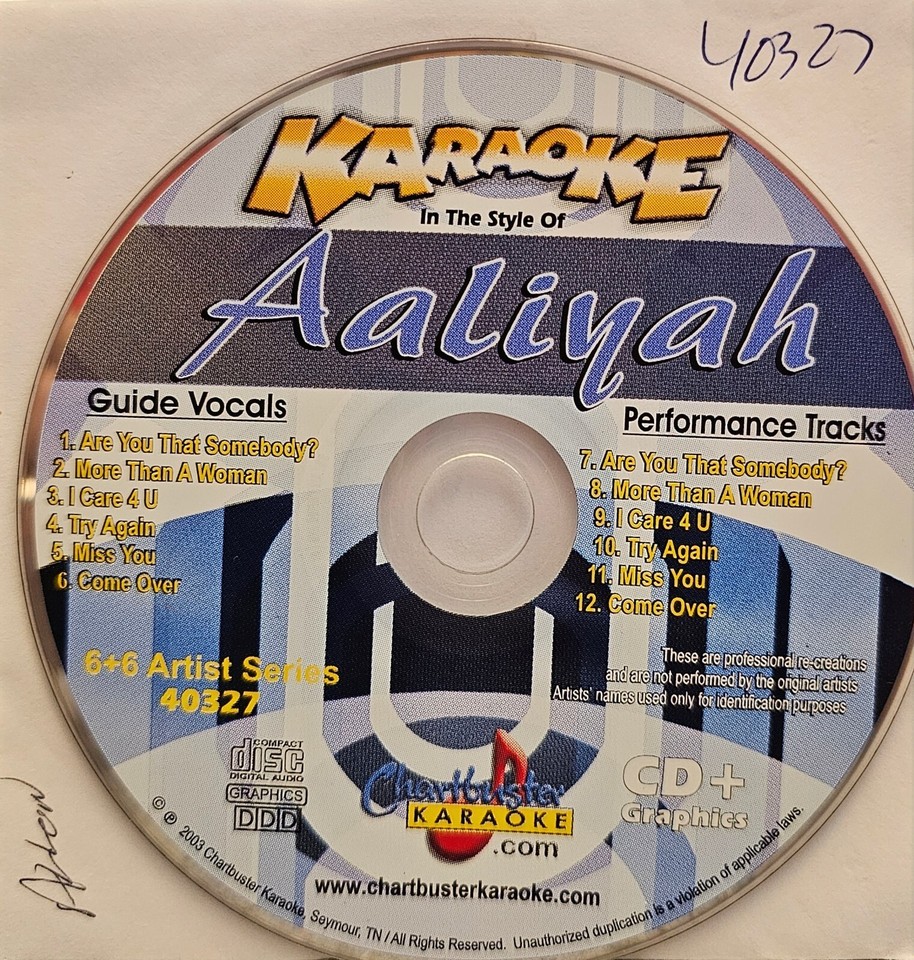 40327
KARAOKE
In The Style Of
Aaliyah
Guide Vocals
1. Are You That Somebody?
2. More Than A Woman
3. I Care 4 U
4. Try Again
5. Miss You
6. Come Over
Performance Tracks
7. Are You That Somebody?
8. More Than A Woman
9. I Care 4 U
10. Try Again
11. Miss You
12. Come Over
6+6 Artist Series
40327
These are professional re-creations
and are not performed by the original artists
Artists' names used only for identification purposes
COMPACT
disc
DIGITAL AUDIO
GRAPHICS
DDD
Chartbuster
KARAOKE
.com
CD+
Graphics
www.chartbusterkaraoke.com
© ℗ 2003 Chartbuster Karaoke, Seymour, TN / All Rights Reserved. Unauthorized duplication is a violation of applicable laws.